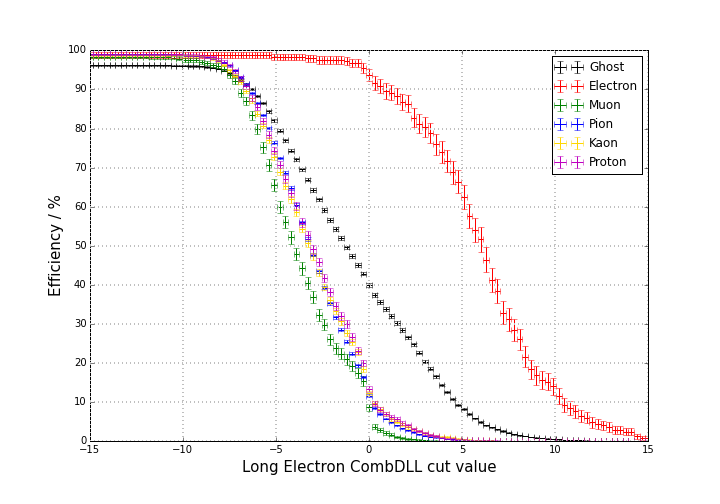 100
90
80
70
60
50
40
30
20
10
0
Efficiency / %
Ghost
Electron
Muon
Pion
Kaon
Proton
−15
−10
−5
0
5
10
15
Long Electron CombDLL cut value